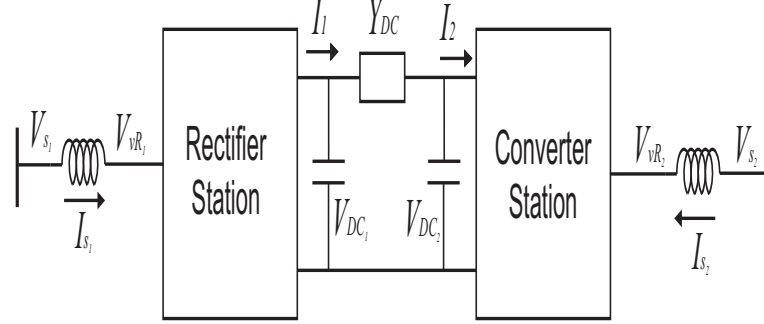 I1
YDC
I2
Vs1
VvR1
Rectifier
Station
Converter
Station
VvR2
Vs2
VDC1
VDC2
Is1
Is2